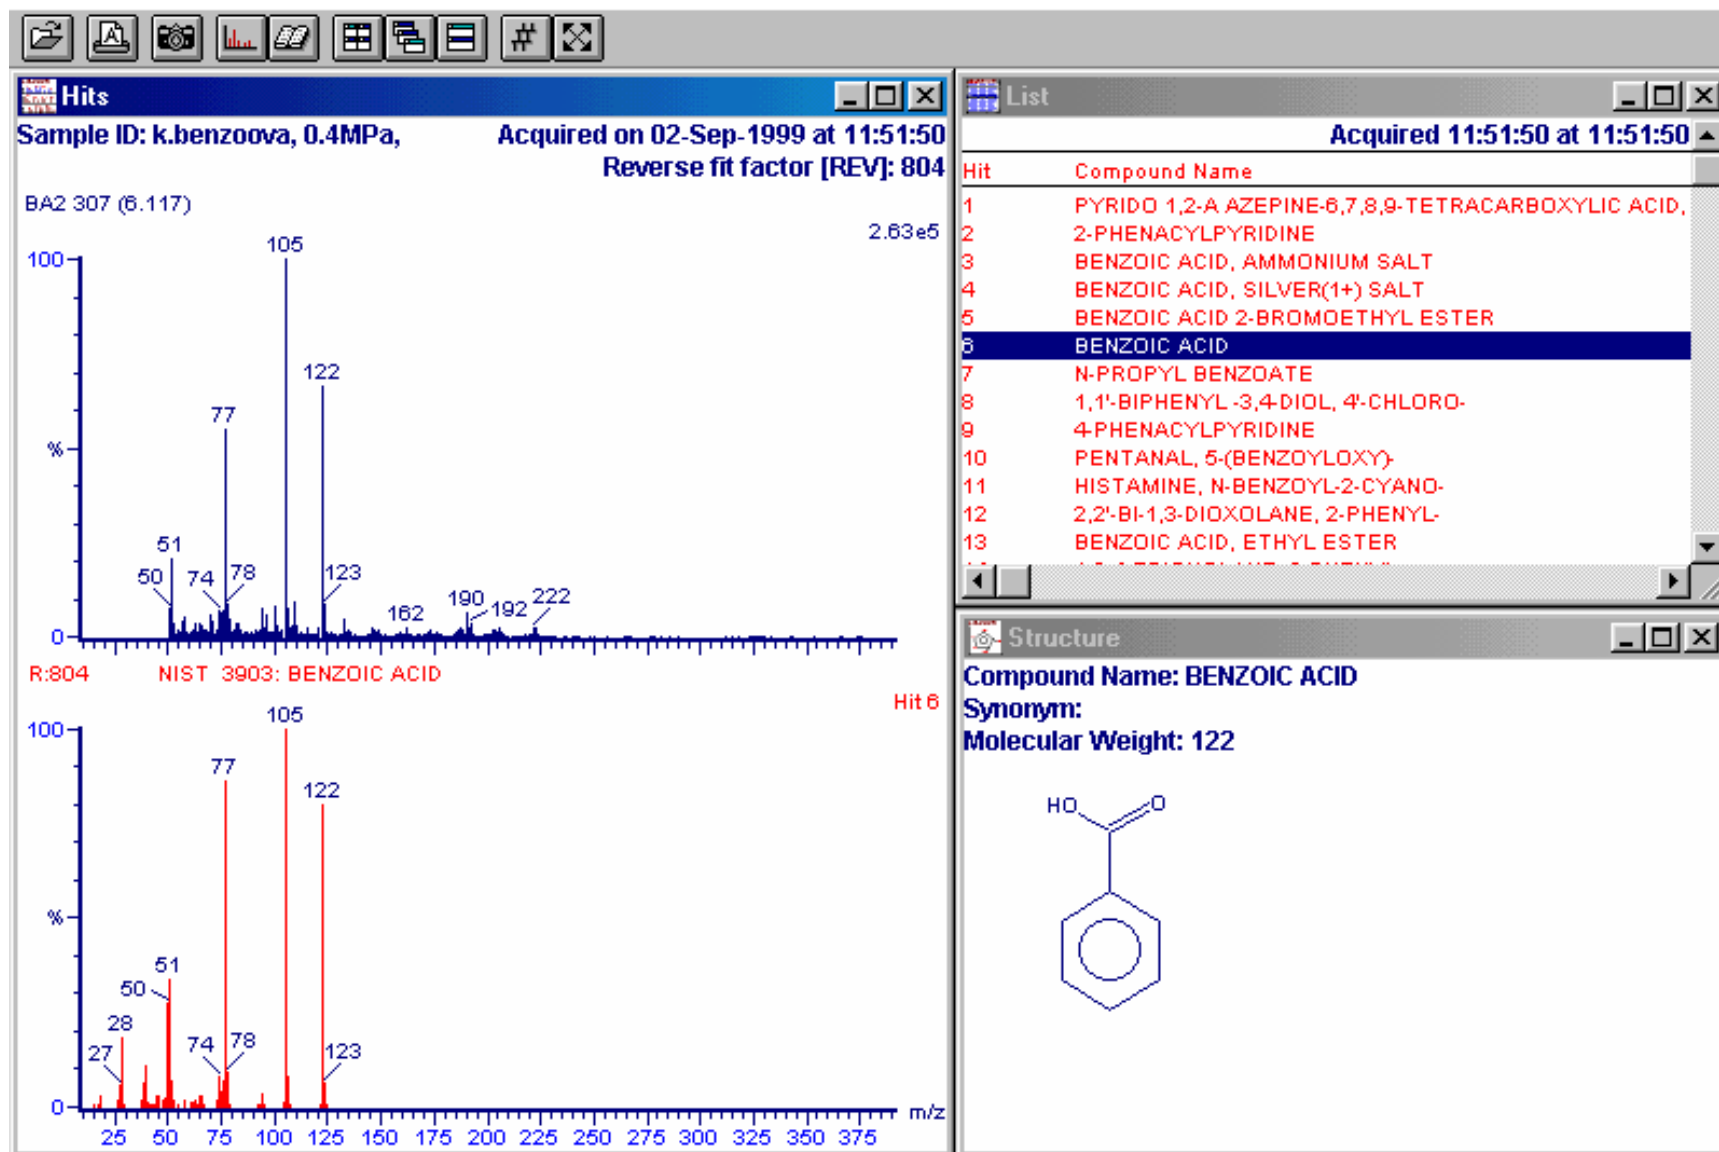 Hits
Sample ID: k.benzoova, 0.4MPa, Acquired on 02-Sep-1999 at 11:51:50
Reverse fit factor [REV]: 804
BA2 307 (6.117)
2.63e5
105
100
122
77
%
51
50 74 78 123
162 190 192 222
0
R:804 NIST 3903: BENZOIC ACID
Hit 6
105
100
77
122
%
51
50
28
27 74 78 123
0
m/z
25 50 75 100 125 150 175 200 225 250 275 300 325 350 375
List
Acquired 11:51:50 at 11:51:50
Hit Compound Name
1 PYRIDO 1,2-A AZEPINE-6,7,8,9-TETRACARBOXYLIC ACID,
2 2-PHENACYLPYRIDINE
3 BENZOIC ACID, AMMONIUM SALT
4 BENZOIC ACID, SILVER(1+) SALT
5 BENZOIC ACID 2-BROMOETHYL ESTER
6 BENZOIC ACID
7 N-PROPYL BENZOATE
8 1,1'-BIPHENYL -3,4-DIOL, 4'-CHLORO-
9 4-PHENACYLPYRIDINE
10 PENTANAL, 5-(BENZOYLOXY)-
11 HISTAMINE, N-BENZOYL-2-CYANO-
12 2,2'-BI-1,3-DIOXOLANE, 2-PHENYL-
13 BENZOIC ACID, ETHYL ESTER
Structure
Compound Name: BENZOIC ACID
Synonym:
Molecular Weight: 122
HO O